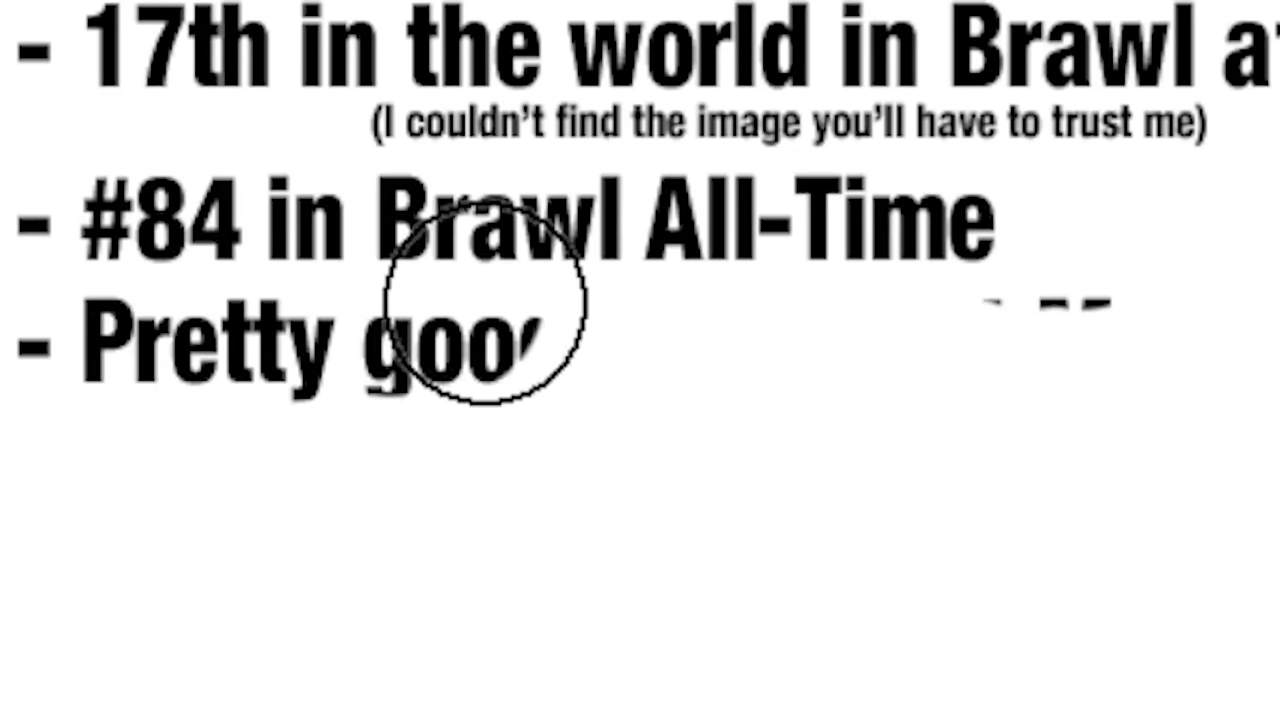 - 17th in the world in Brawl
(I couldn't find the image you'll have to trust me)
- #84 in Brawl All-Time
- Pretty